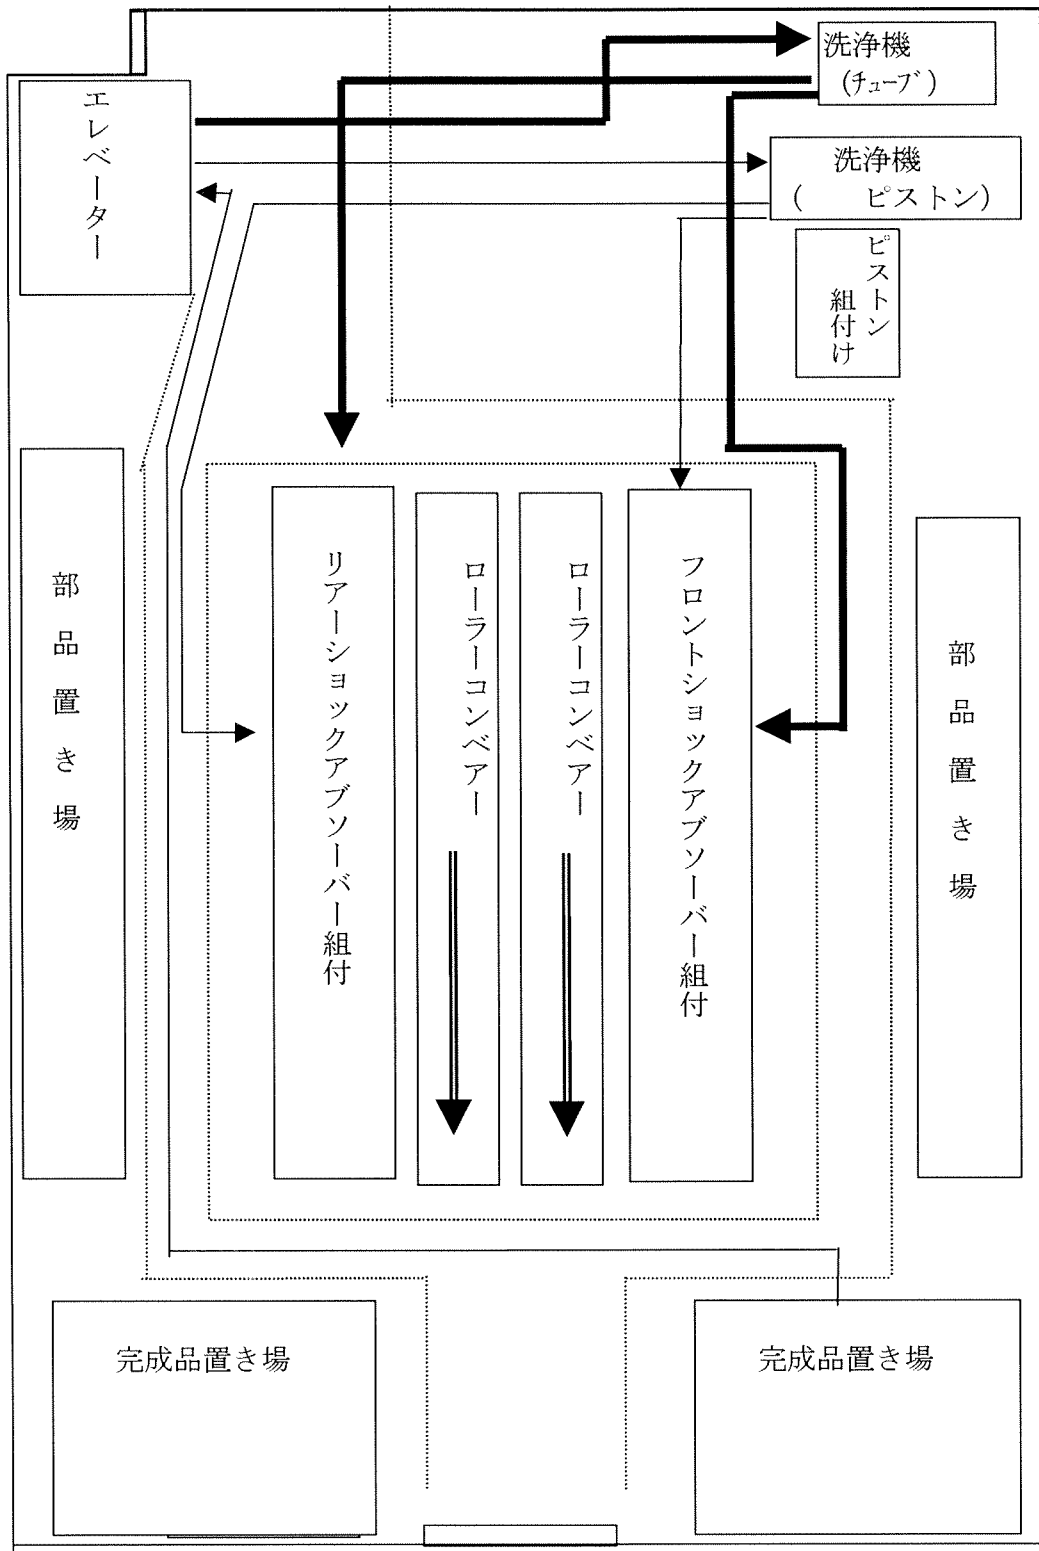 洗浄機
(チューブ)
エレベーター
洗浄機
(　　ピストン)
ピストン
組付け
部品置き場
リアーショックアブソーバー組付
ローラーコンベアー
ローラーコンベアー
フロントショックアブソーバー組付
部品置き場
完成品置き場
完成品置き場